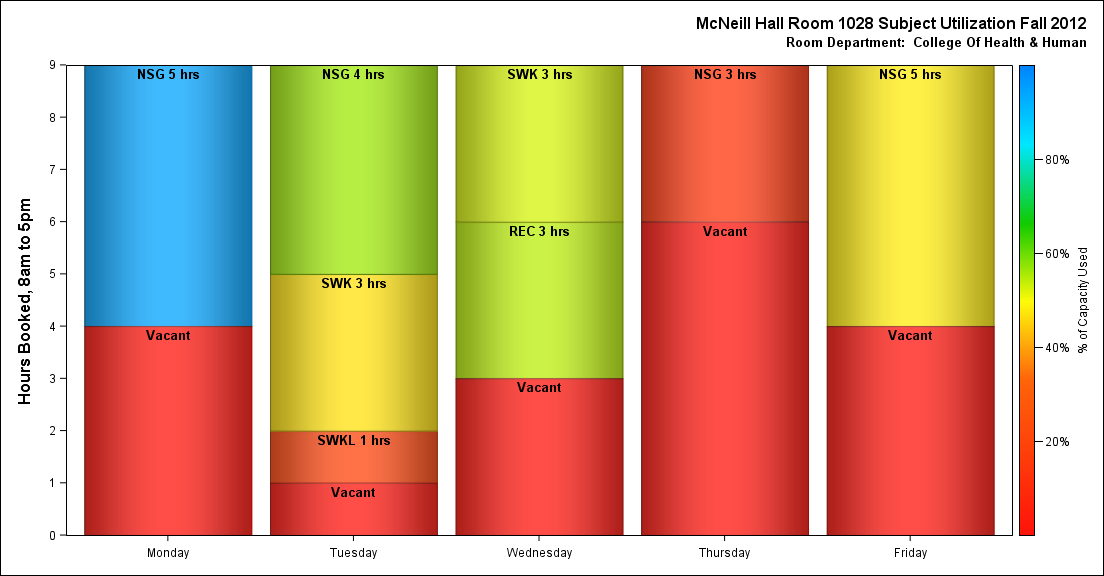 McNeill Hall Room 1028 Subject Utilization Fall 2012
Room Department:  College Of Health & Human
Hours Booked, 8am to 5pm
9
8
7
6
5
4
3
2
1
0
NSG 5 hrs
Vacant
NSG 4 hrs
SWK 3 hrs
SWKL 1 hrs
Vacant
SWK 3 hrs
REC 3 hrs
Vacant
NSG 3 hrs
Vacant
NSG 5 hrs
Vacant
Monday
Tuesday
Wednesday
Thursday
Friday
80%
60%
40%
20%
% of Capacity Used